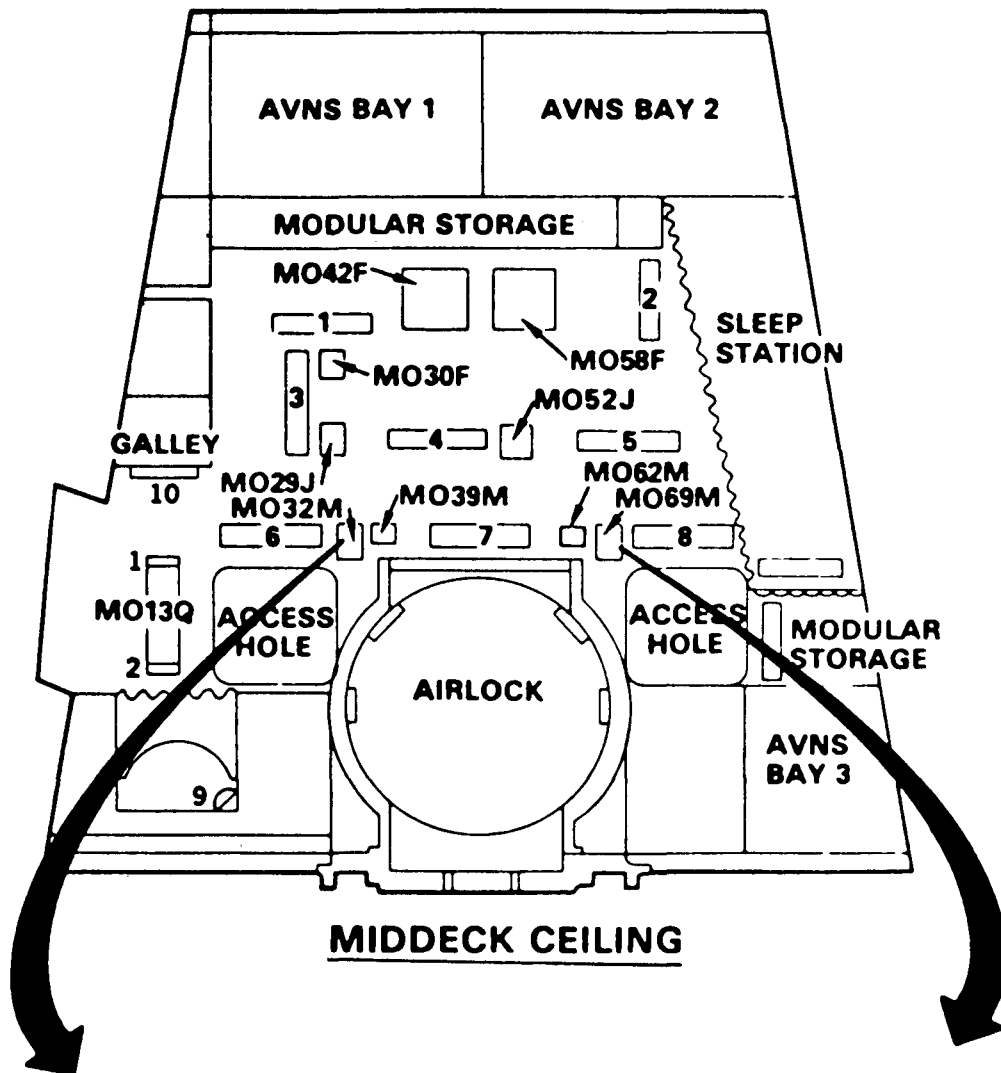 AVNS BAY 1
AVNS BAY 2
MODULAR STORAGE
MO42F
2
1
SLEEP
STATION
MO58F
MO30F
3
MO52J
GALLEY
4
5
10
MO29J
MO32M
MO39M
MO62M
MO69M
6
7
8
1
MO13Q
2
ACCESS
HOLE
ACCESS
HOLE
MODULAR
STORAGE
AIRLOCK
AVNS
BAY 3
9
MIDDECK CEILING